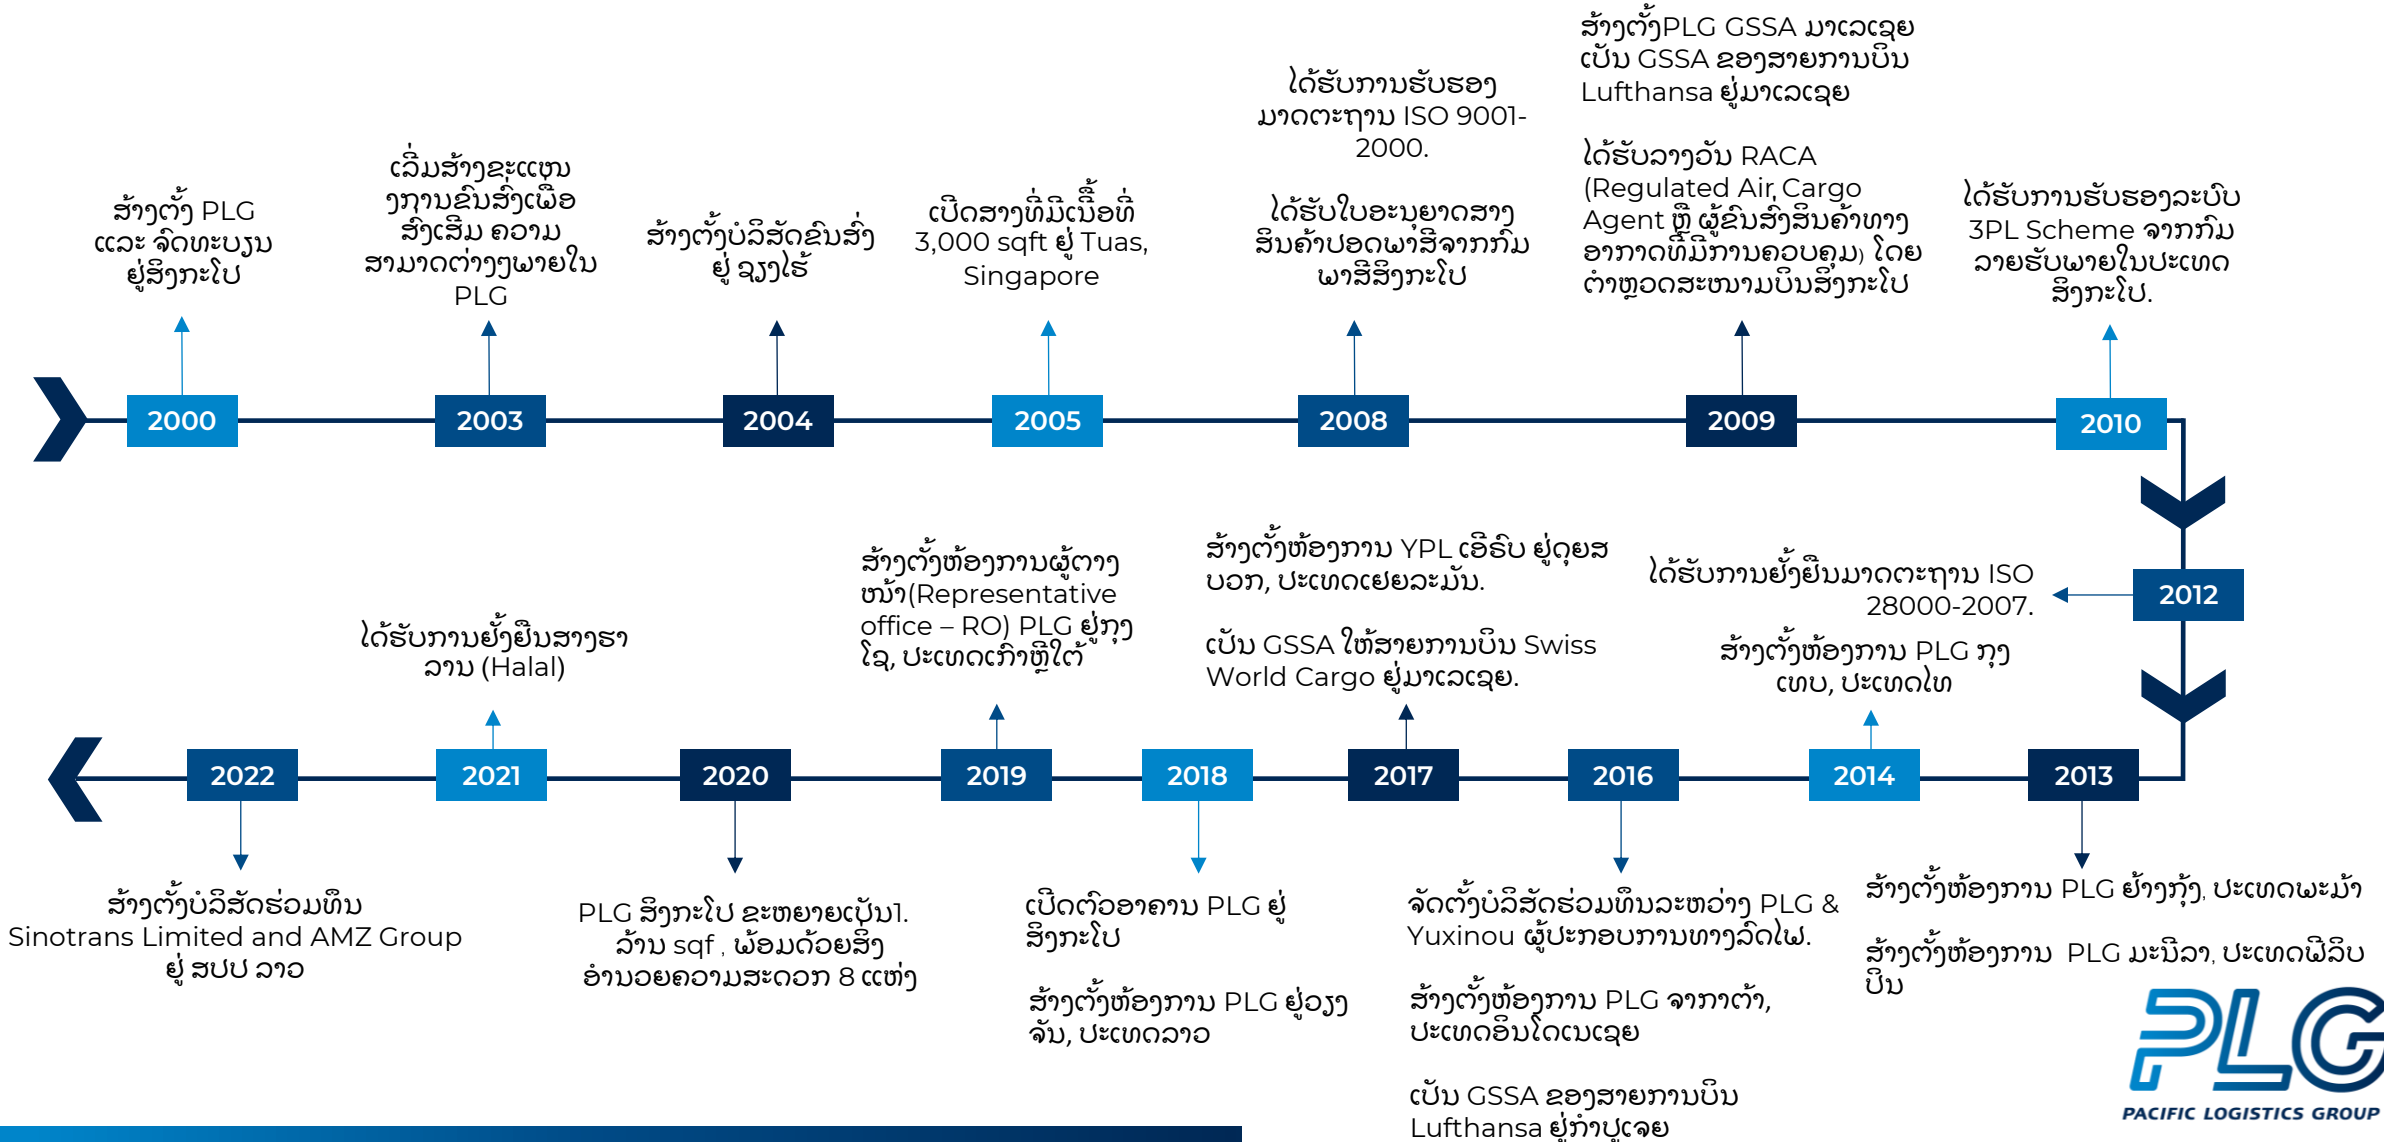 ສ້າງຕັ້ງ PLG
ແລະ ຈົດທະບຽນ
ຢູ່ສິງກະໂປ
2000
ເລີ່ມສ້າງຂະແໜ
ງການຂົນສົ່ງເພື່ອ
ສົ່ງເສີມ ຄວາມ
ສາມາດຕ່າງໆພາຍໃນ
PLG
2003
ສ້າງຕັ້ງບໍລິສັດຂົນສົ່ງ
ຢູ່ ຊຽງໄຮ້
2004
ເປີດສາງທີ່ມີເນື້ອທີ່
3,000 sqft ຢູ່ Tuas,
Singapore
2005
ໄດ້ຮັບການຮັບຮອງ
ມາດຕະຖານ ISO 9001-
2000.
ໄດ້ຮັບໃບອະນຸຍາດສາງ
ສິນຄ້າປອດພາສີຈາກກົມ
ພາສີສິງກະໂປ
2008
ສ້າງຕັ້ງPLG GSSA ມາເລເຊຍ
ເປັນ GSSA ຂອງສາຍການບິນ
Lufthansa ຢູ່ມາເລເຊຍ
ໄດ້ຮັບລາງວັນ RACA
(Regulated Air Cargo
Agent ຫຼື ຜູ້ຂົນສົ່ງສິນຄ້າທາງ
ອາກາດທີ່ມີການຄວບຄຸມ) ໂດຍ
ຕຳຫຼວດສະໜາມບິນສິງກະໂປ
2009
ໄດ້ຮັບການຮັບຮອງລະບົບ
3PL Scheme ຈາກກົມ
ລາຍຮັບພາຍໃນປະເທດ
ສິງກະໂປ.
2010
ໄດ້ຮັບການຢັ້ງຢືນມາດຕະຖານ ISO
28000-2007.
2012
ສ້າງຕັ້ງຫ້ອງການ PLG ຢ້າງກຸ້ງ, ປະເທດພະມ້າ
ສ້າງຕັ້ງຫ້ອງການ PLG ມະນີລາ, ປະເທດຟີລິບ
ປິນ
2013
ສ້າງຕັ້ງຫ້ອງການ PLG ກຸງ
ເທບ, ປະເທດໄທ
2014
2016
ຈັດຕັ້ງບໍລິສັດຮ່ວມທຶນລະຫວ່າງ PLG &
Yuxinou ຜູ້ປະກອບການທາງລົດໄຟ.
ສ້າງຕັ້ງຫ້ອງການ PLG ຈາກາຕ້າ,
ປະເທດອິນໂດເນເຊຍ
ເປັນ GSSA ຂອງສາຍການບິນ
Lufthansa ຢູ່ກຳປູເຈຍ
ສ້າງຕັ້ງຫ້ອງການ YPL ເອີຣົບ ຢູ່ດຸຍສ
ບວກ, ປະເທດເຢຍລະມັນ.
ເປັນ GSSA ໃຫ້ສາຍການບິນ Swiss
World Cargo ຢູ່ມາເລເຊຍ.
2017
2018
ເປີດຕົວອາຄານ PLG ຢູ່
ສິງກະໂປ
ສ້າງຕັ້ງຫ້ອງການ PLG ຢູ່ວຽງ
ຈັນ, ປະເທດລາວ
ສ້າງຕັ້ງຫ້ອງການຜູ້ຕາງ
ໜ້າ(Representative
office – RO) PLG ຢູ່ກຸງ
ໂຊ, ປະເທດເກົາຫຼີໃຕ້
2019
2020
PLG ສິງກະໂປ ຂະຫຍາຍເປັນ1.
ລ້ານ sqf , ພ້ອມດ້ວຍສິ່ງ
ອຳນວຍຄວາມສະດວກ 8 ແຫ່ງ
ໄດ້ຮັບການຢັ້ງຢືນສາງຮາ
ລານ (Halal)
2021
2022
ສ້າງຕັ້ງບໍລິສັດຮ່ວມທຶນ
Sinotrans Limited and AMZ Group
ຢູ່ ສປປ ລາວ
PLG
PACIFIC LOGISTICS GROUP